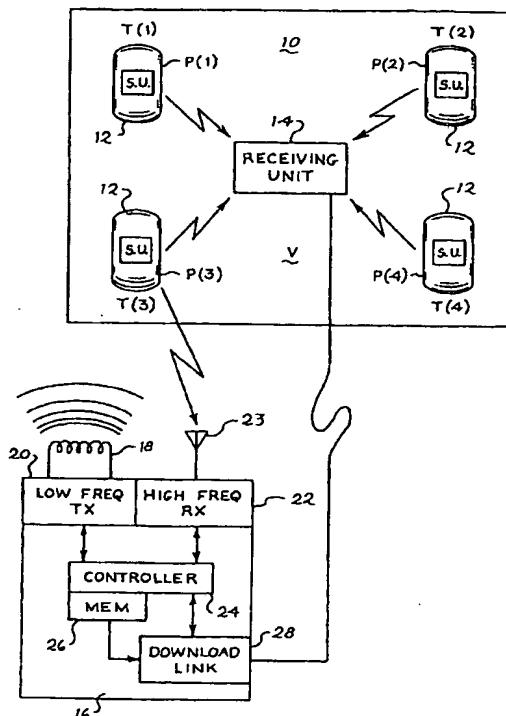 T(1)
10
T(2)
S.U.
P(1)
P(2)
S.U.
12
14
12
RECEIVING
UNIT
12
12
S.U.
V
S.U.
P(3)
P(4)
T(3)
T(4)
23
20
18
LOW FREQ
TX
HIGH FREQ
RX
22
CONTROLLER
MEM
24
26
28
DOWNLOAD
LINK
16